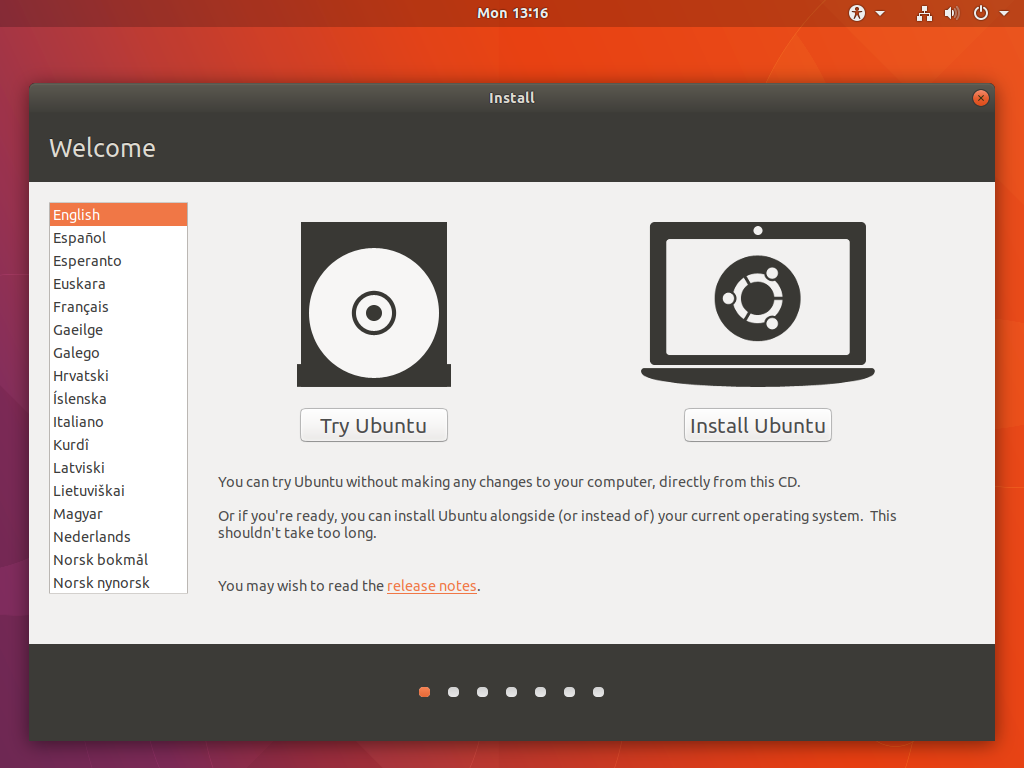 Mon 13:16
Install
Welcome
English
Español
Esperanto
Euskara
Français
Gaeilge
Galego
Hrvatski
Íslenska
Italiano
Kurdî
Latviski
Lietuviškai
Magyar
Nederlands
Norsk bokmål
Norsk nynorsk
Try Ubuntu
Install Ubuntu
You can try Ubuntu without making any changes to your computer, directly from this CD.
Or if you're ready, you can install Ubuntu alongside (or instead of) your current operating system.  This
shouldn't take too long.
You may wish to read the release notes.